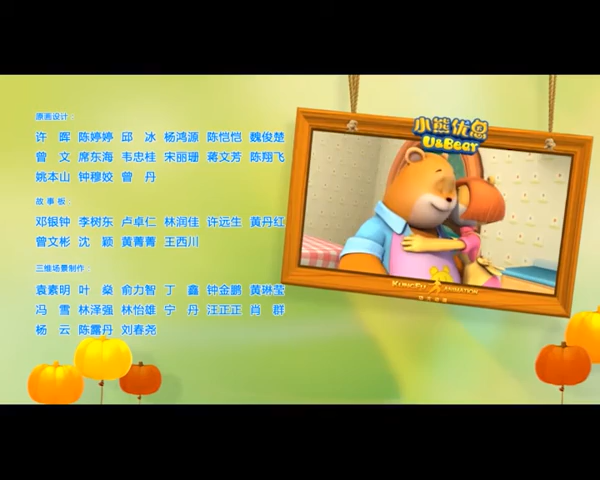 原画设计：
许 晖 陈婷婷 邱 冰 杨鸿源 陈恺恺 魏俊楚
曾 文 席东海 韦忠桂 宋丽珊 蒋文芳 陈翔飞
姚本山 钟穆姣 曾 丹
故事板：
邓银钟 李树东 卢卓仁 林润佳 许远生 黄丹红
曾文彬 沈 颖 黄菁菁 王西川
三维场景制作：
袁素明 叶 燊 俞力智 丁 鑫 钟金鹏 黄琳莹
冯 雪 林泽强 林怡雄 宁 丹 汪正正 肖 群
杨 云 陈露丹 刘春尧
小熊优恩
U&BEAR
KUNGFU ANIMATION